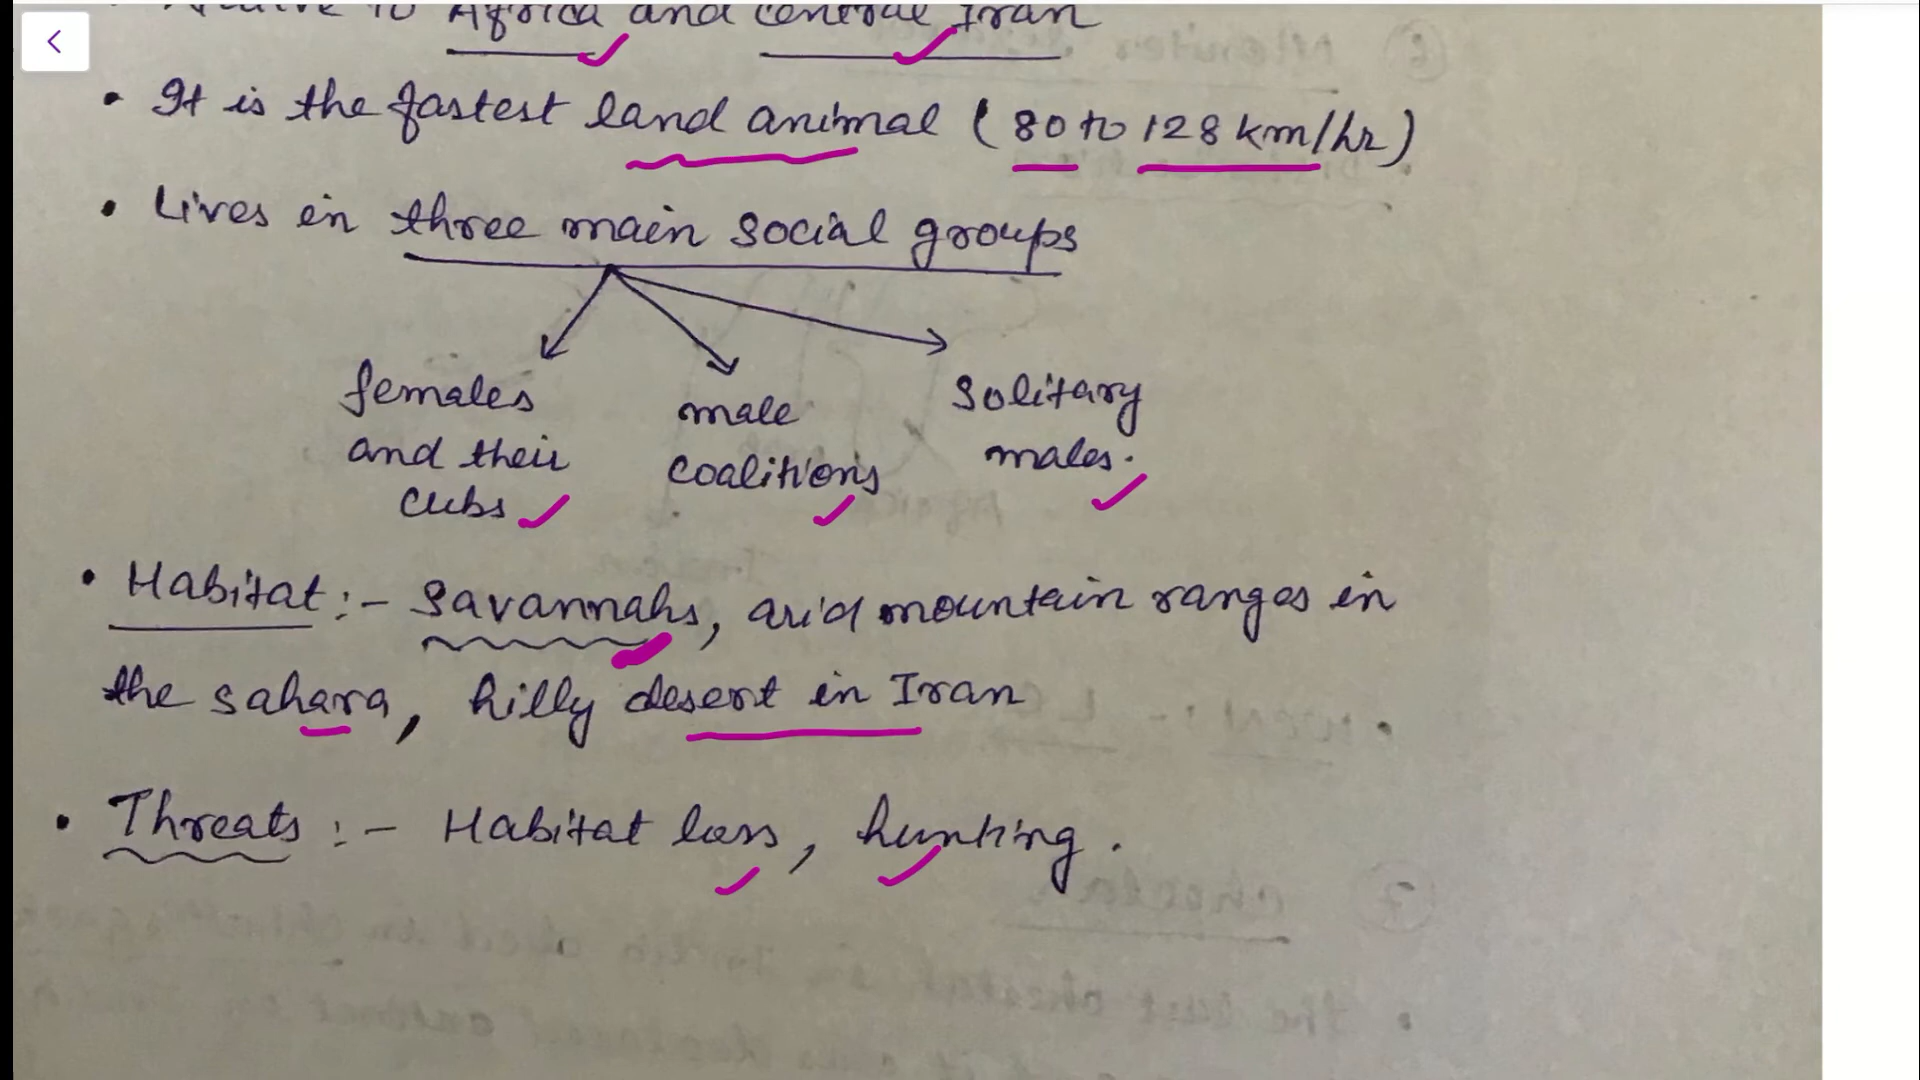 Native to Africa and central Iran
• It is the fastest land animal (80 to 128 km/hr)
• Lives in three main social groups
females and their cubs
male coalitions
Solitary males.
• Habitat :- Savannahs, arid mountain ranges in
the sahara, hilly desert in Iran
• Threats :- Habitat loss, hunting.